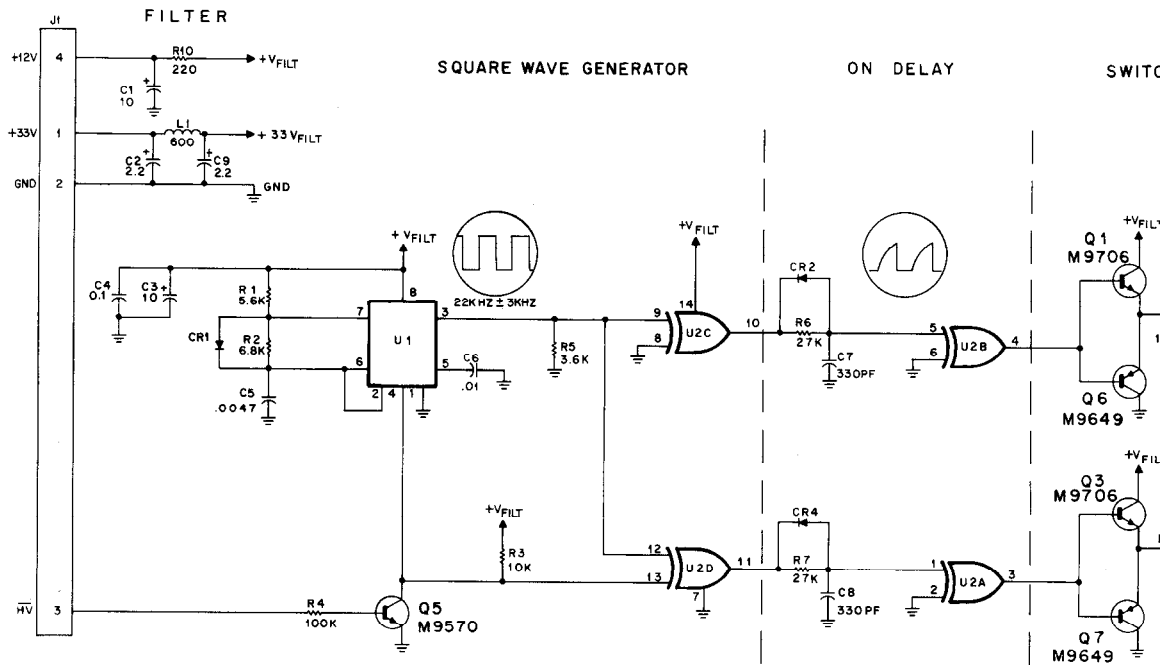 FILTER
J1
+12V
4
R10
220
+VFILT
C1
10
SQUARE WAVE GENERATOR
ON DELAY
SWITC
+33V
1
L1
600
+33VFILT
C2
2.2
C9
2.2
GND
2
GND
+VFILT
22KHZ ± 3KHZ
+VFILT
+VFILT
Q1
M9706
C4
0.1
C3
10
R1
5.6K
8
7
3
U1
CR1
R2
6.8K
6
5
C6
.01
2
4
1
C5
.0047
R5
3.6K
14
9
8
U2C
10
CR2
R6
27K
C7
330PF
5
6
U2B
4
Q6
M9649
+VFILT
R3
10K
12
13
U2D
11
7
CR4
R7
27K
C8
330PF
1
2
U2A
3
+VFILT
Q3
M9706
Q7
M9649
HV
3
R4
100K
Q5
M9570